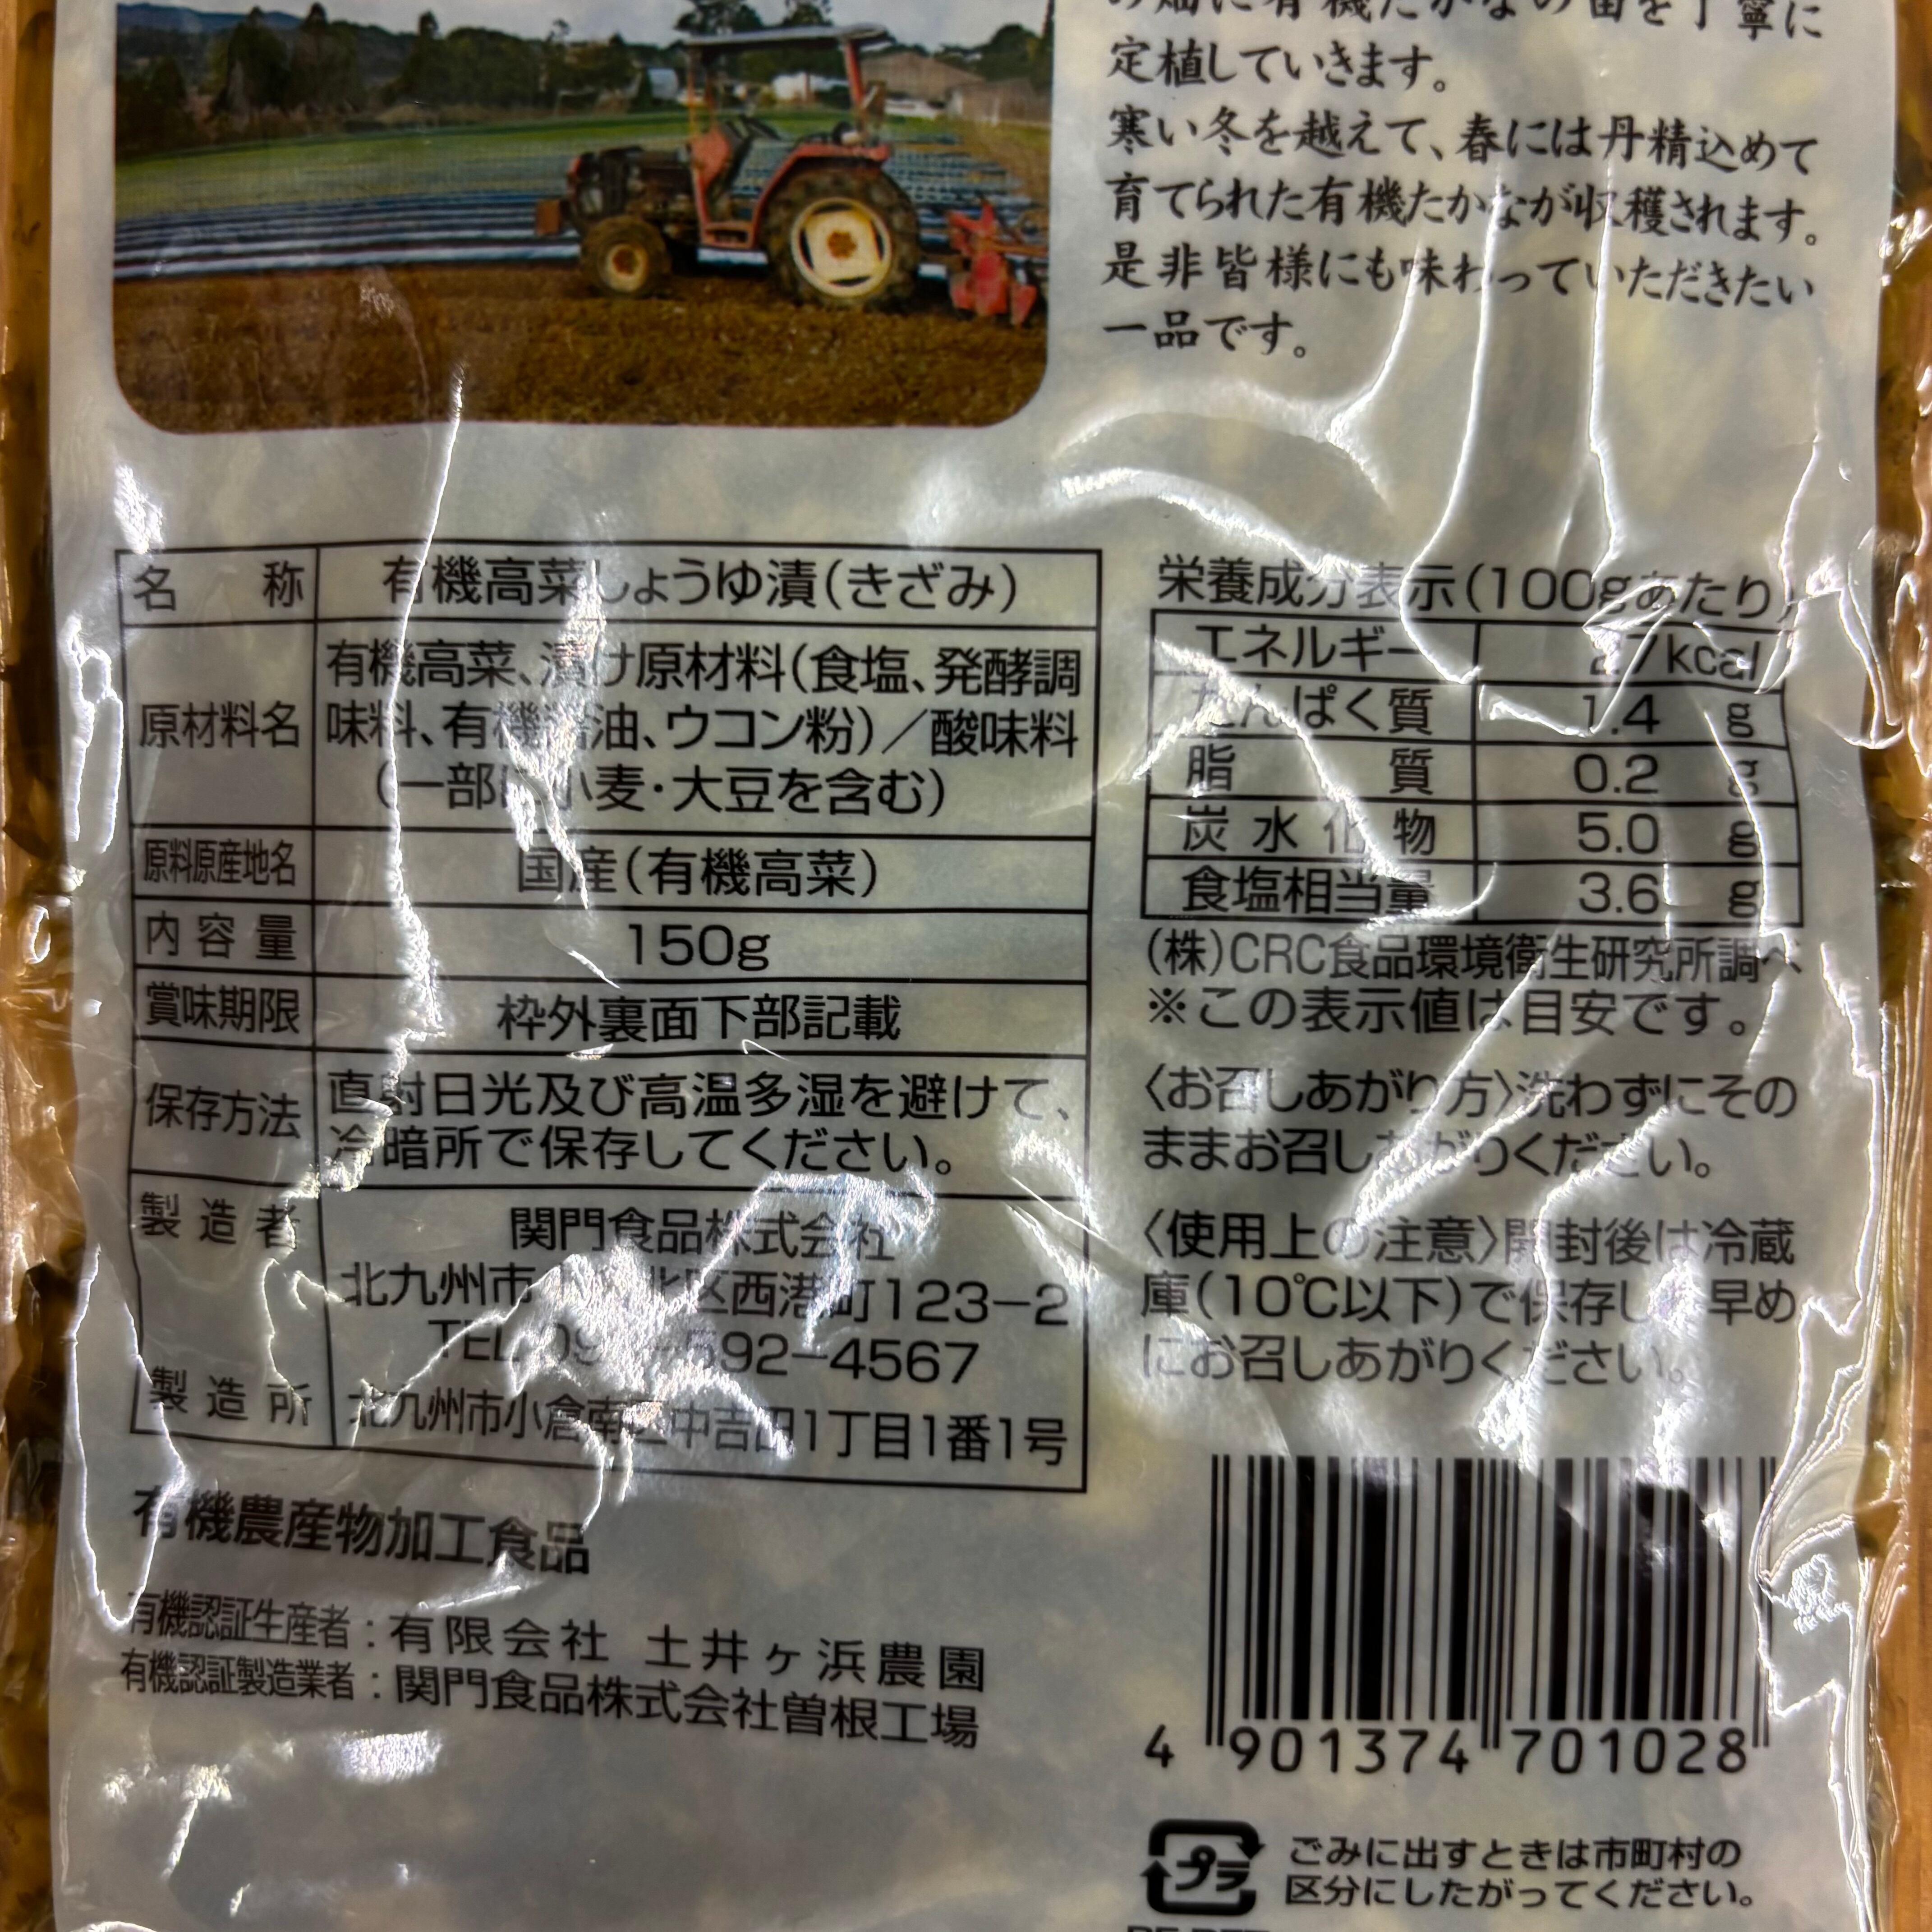 の畑に有機たかなの苗を丁寧に
定植していきます。
寒い冬を越えて、春には丹精込めて
育てられた有機たかなが収穫されます。
是非皆様にも味わっていただきたい
一品です。
名称 有機高菜しょうゆ漬(きざみ)
原材料名 有機高菜、漬け原材料(食塩、発酵調
味料、有機醤油、ウコン粉)/酸味料
(一部に小麦・大豆を含む)
原料原産地名 国産(有機高菜)
内容量 150g
賞味期限 枠外裏面下部記載
保存方法 直射日光及び高温多湿を避けて、
冷暗所で保存してください。
製造者 関門食品株式会社
北九州市 北区西港町123-2
TEL 592-4567
製造所 北九州市小倉南区中吉田1丁目1番1号
有機農産物加工食品
有機認証生産者:有限会社 土井ヶ浜農園
有機認証製造業者:関門食品株式会社曽根工場
栄養成分表示(100gあたり)
エネルギー 27kcal
たんぱく質 1.4 g
脂質 0.2 g
炭水化物 5.0 g
食塩相当量 3.6 g
(株)CRC食品環境衛生研究所調べ
※この表示値は目安です。
〈お召しあがり方〉洗わずにその
ままお召しあがりください。
〈使用上の注意〉開封後は冷蔵
庫(10℃以下)で保存し 早め
にお召しあがりください。
4 901374 701028
プラ
ごみに出すときは市町村の
区分にしたがってください。